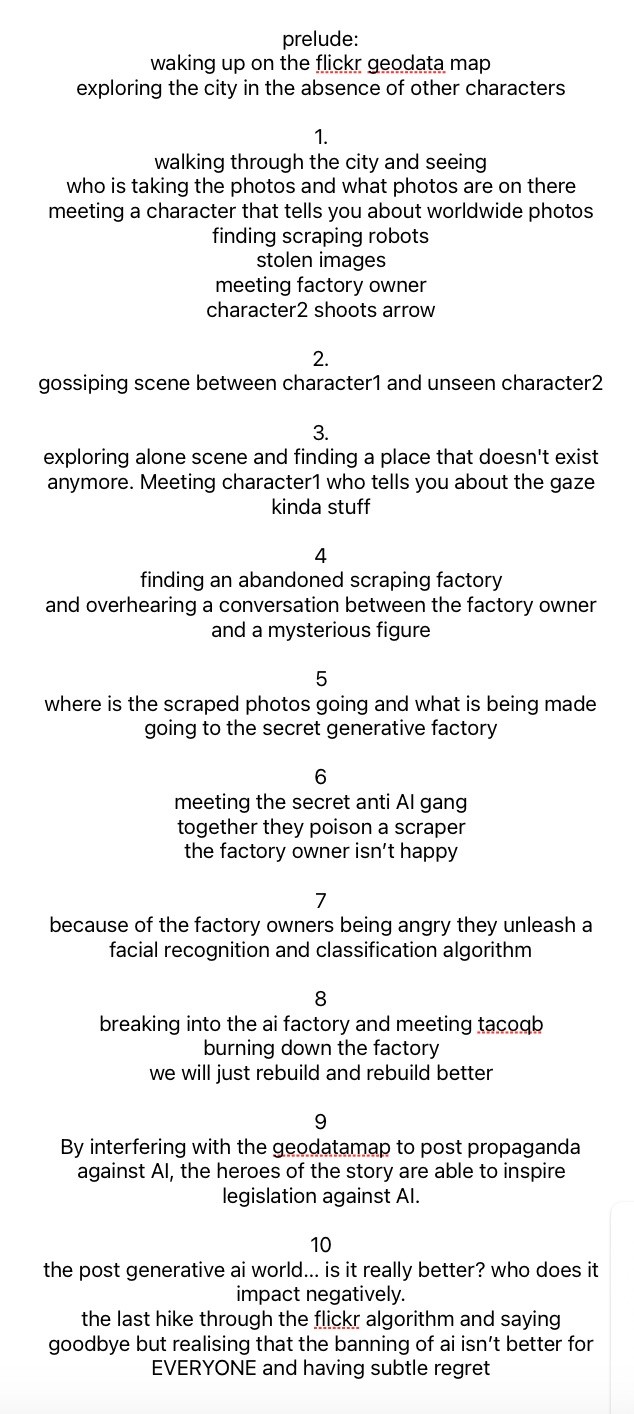 prelude:
waking up on the flickr geodata map
exploring the city in the absence of other characters
1.
walking through the city and seeing
who is taking the photos and what photos are on there
meeting a character that tells you about worldwide photos
finding scraping robots
stolen images
meeting factory owner
character2 shoots arrow
2.
gossiping scene between character1 and unseen character2
3.
exploring alone scene and finding a place that doesn't exist
anymore. Meeting character1 who tells you about the gaze
kinda stuff
4
finding an abandoned scraping factory
and overhearing a conversation between the factory owner
and a mysterious figure
5
where is the scraped photos going and what is being made
going to the secret generative factory
6
meeting the secret anti AI gang
together they poison a scraper
the factory owner isn’t happy
7
because of the factory owners being angry they unleash a
facial recognition and classification algorithm
8
breaking into the ai factory and meeting tacoqb
burning down the factory
we will just rebuild and rebuild better
9
By interfering with the geodatamap to post propaganda
against AI, the heroes of the story are able to inspire
legislation against AI.
10
the post generative ai world... is it really better? who does it
impact negatively.
the last hike through the flickr algorithm and saying
goodbye but realising that the banning of ai isn’t better for
EVERYONE and having subtle regret